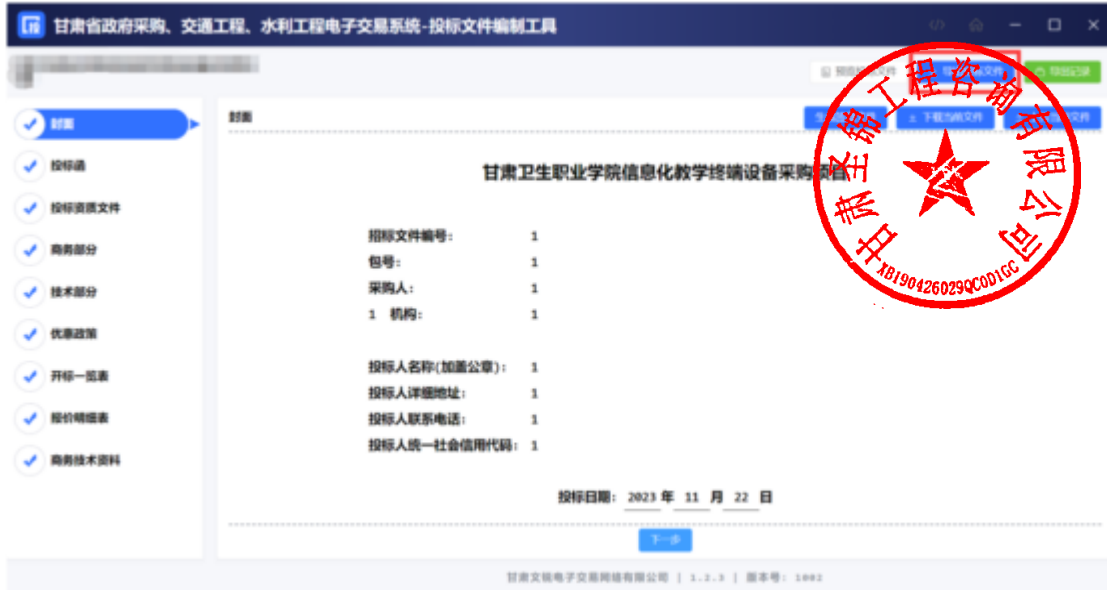 甘肃省政府采购、交通工程、水利工程电子交易系统-投标文件编制工具
导出记录
封面
投标函
投标资质文件
商务部分
技术部分
优惠政策
开标一览表
报价明细表
商务技术资料
封面
下载当前文件
甘肃卫生职业学院信息化教学终端设备采购项目
招标文件编号: 1
包号: 1
采购人: 1
1 机构: 1
投标人名称(加盖公章): 1
投标人详细地址: 1
投标人联系电话: 1
投标人统一社会信用代码: 1
投标日期: 2023 年 11 月 22 日
下一步
甘肃文锐电子交易网络有限公司 | 1.2.3 | 版本号: 1002
甘肃圣锦工程咨询有限公司
XB190426029QC0D1GC